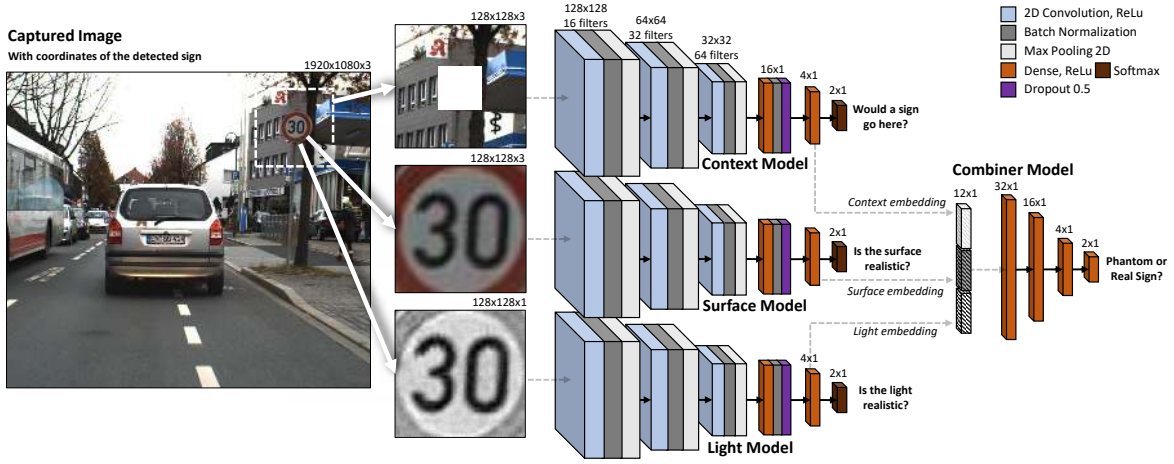 Captured Image
With coordinates of the detected sign
1920x1080x3
30
128x128x3
128x128x3
30
128x128x1
30
128x128
16 filters
64x64
32 filters
32x32
64 filters
16x1
4x1
2x1
Would a sign
go here?
Context Model
4x1
2x1
Is the surface
realistic?
Surface Model
4x1
2x1
Is the light
realistic?
Light Model
2D Convolution, ReLu
Batch Normalization
Max Pooling 2D
Dense, ReLu
Softmax
Dropout 0.5
Combiner Model
Context embedding
Surface embedding
Light embedding
12x1
32x1
16x1
4x1
2x1
Phantom or
Real Sign?